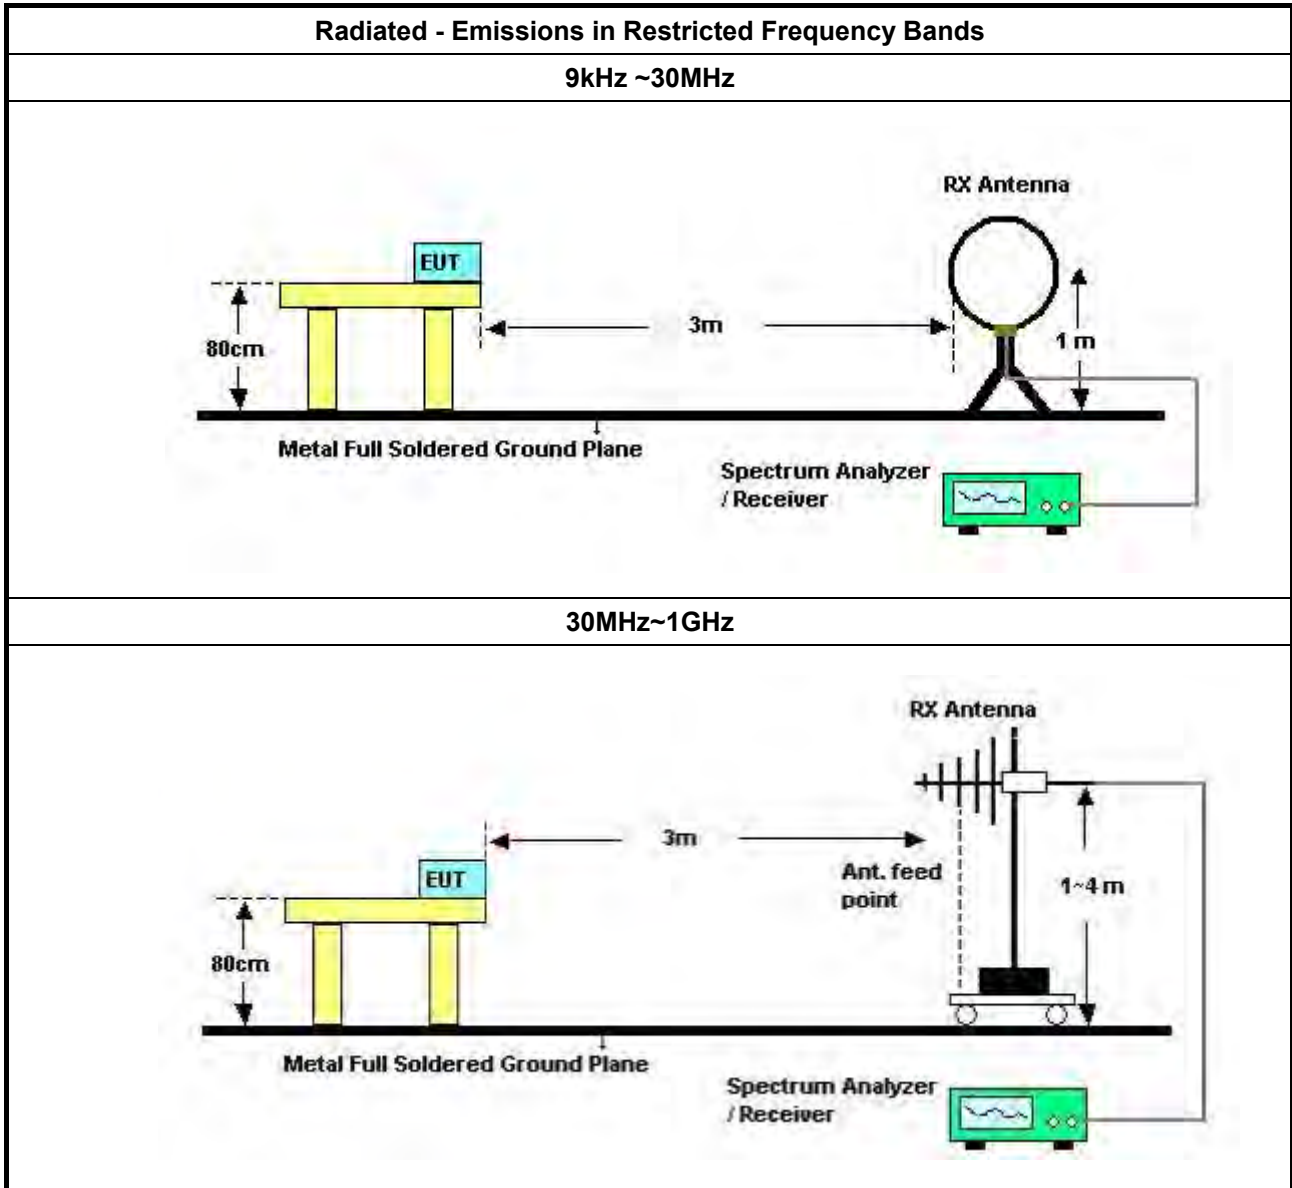 Radiated - Emissions in Restricted Frequency Bands
9kHz ~30MHz
RX Antenna
EUT
3m
80cm
1 m
Metal Full Soldered Ground Plane
Spectrum Analyzer
/ Receiver
30MHz~1GHz
RX Antenna
3m
EUT
Ant. feed
point
1~4 m
80cm
Metal Full Soldered Ground Plane
Spectrum Analyzer
/ Receiver